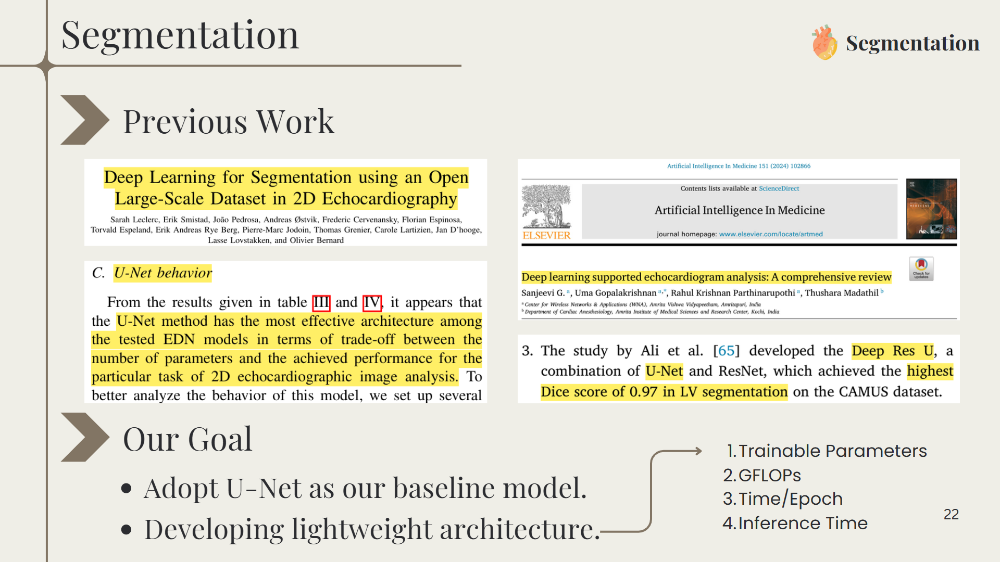 Segmentation
Segmentation
Previous Work
Deep Learning for Segmentation using an Open
Large-Scale Dataset in 2D Echocardiography
Sarah Leclerc, Erik Smistad, João Pedrosa, Andreas Østvik, Frederic Cervenansky, Florian Espinosa,
Torvald Espeland, Erik Andreas Rye Berg, Pierre-Marc Jodoin, Thomas Grenier, Carole Lartizien, Jan D'hooge,
Lasse Lovstakken, and Olivier Bernard
C. U-Net behavior
From the results given in table III and IV, it appears that
the U-Net method has the most effective architecture among
the tested EDN models in terms of trade-off between the
number of parameters and the achieved performance for the
particular task of 2D echocardiographic image analysis. To
better analyze the behavior of this model, we set up several
Artificial Intelligence In Medicine 151 (2024) 102866
Contents lists available at ScienceDirect
Artificial Intelligence In Medicine
journal homepage: www.elsevier.com/locate/artmed
ELSEVIER
Check for
updates
Deep learning supported echocardiogram analysis: A comprehensive review
Sanjeevi G. a, Uma Gopalakrishnan a,*, Rahul Krishnan Parthinarupothi a, Thushara Madathil b
a Center for Wireless Networks & Applications (WNA), Amrita Vishwa Vidyapeetham, Amritapuri, India
b Department of Cardiac Anesthesiology, Amrita Institute of Medical Sciences and Research Center, Kochi, India
3. The study by Ali et al. [65] developed the Deep Res U, a
combination of U-Net and ResNet, which achieved the highest
Dice score of 0.97 in LV segmentation on the CAMUS dataset.
Our Goal
• Adopt U-Net as our baseline model.
• Developing lightweight architecture.
1. Trainable Parameters
2. GFLOPs
3. Time/Epoch
4. Inference Time
22